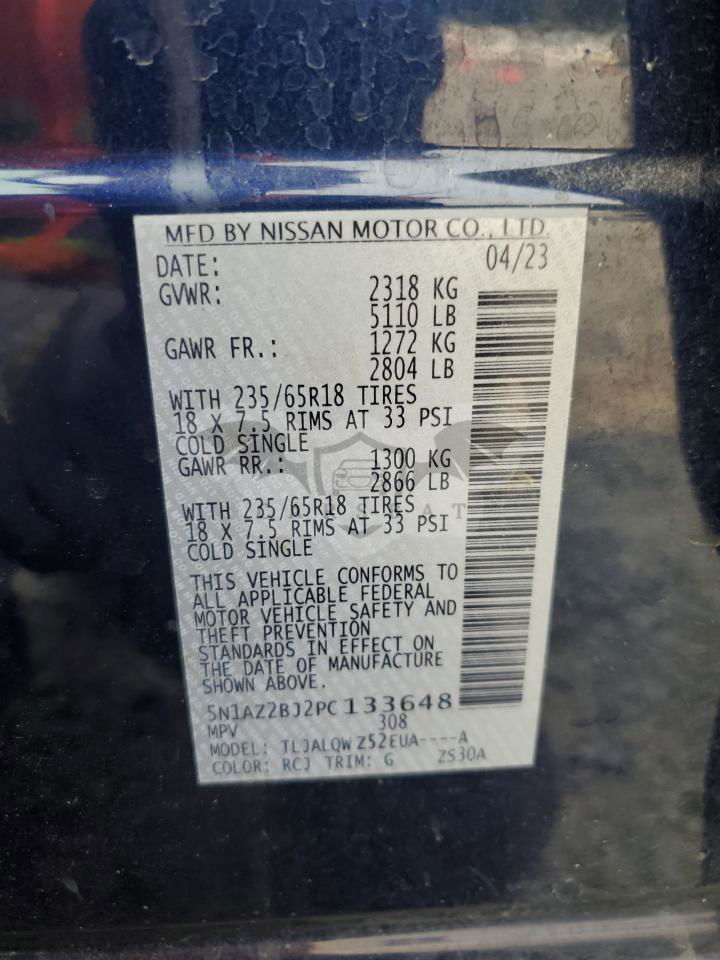 MFD BY NISSAN MOTOR CO., LTD.
DATE: 04/23
GVWR: 2318 KG
5110 LB
GAWR FR.: 1272 KG
2804 LB
WITH 235/65R18 TIRES
18 X 7.5 RIMS AT 33 PSI
COLD SINGLE
GAWR RR.: 1300 KG
2866 LB
WITH 235/65R18 TIRES
18 X 7.5 RIMS AT 33 PSI
COLD SINGLE
THIS VEHICLE CONFORMS TO
ALL APPLICABLE FEDERAL
MOTOR VEHICLE SAFETY AND
THEFT PREVENTION
STANDARDS IN EFFECT ON
THE DATE OF MANUFACTURE
SHOWN ABOVE.
5N1AZ2BJ2PC133648
MPV 308
MODEL: TLJALQW Z52EUA----A
COLOR: RCJ TRIM: G ZS30A